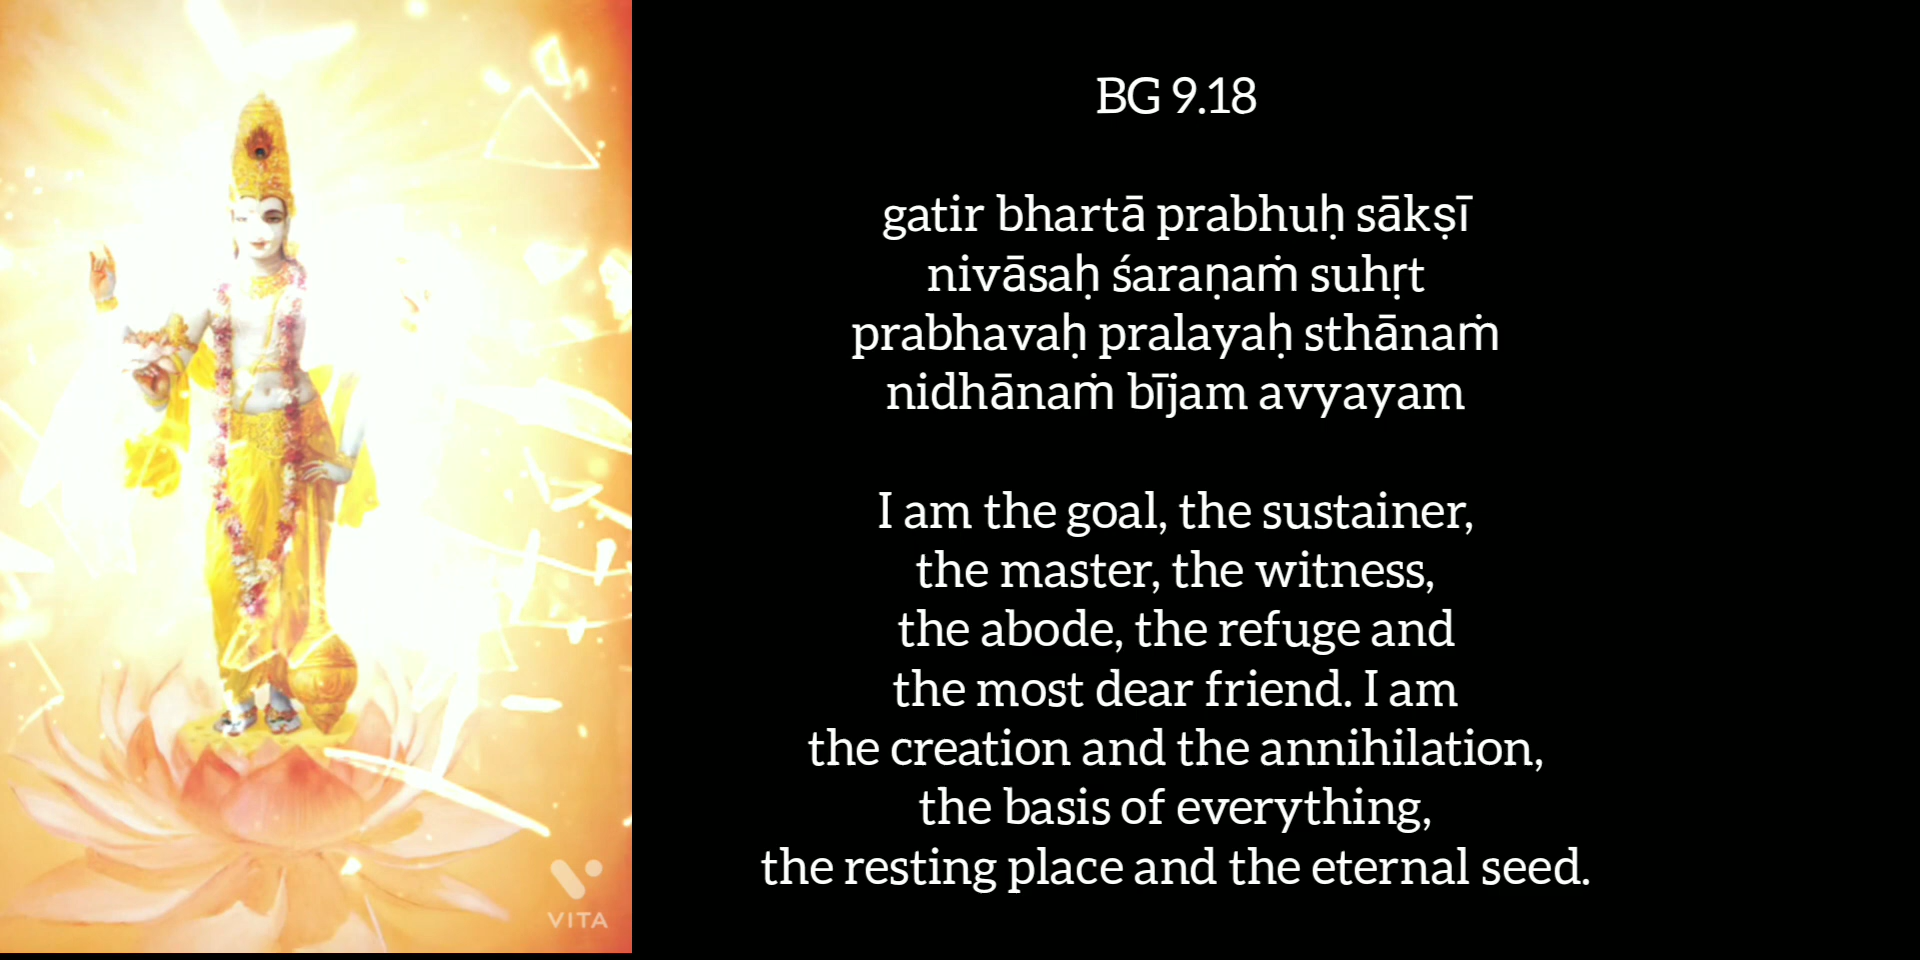 BG 9.18
gatir bhartā prabhuḥ sākṣī
nivāsaḥ śaraṇaṁ suhṛt
prabhavaḥ pralayaḥ sthānaṁ
nidhānaṁ bījam avyayam
I am the goal, the sustainer,
the master, the witness,
the abode, the refuge and
the most dear friend. I am
the creation and the annihilation,
the basis of everything,
the resting place and the eternal seed.
VITA